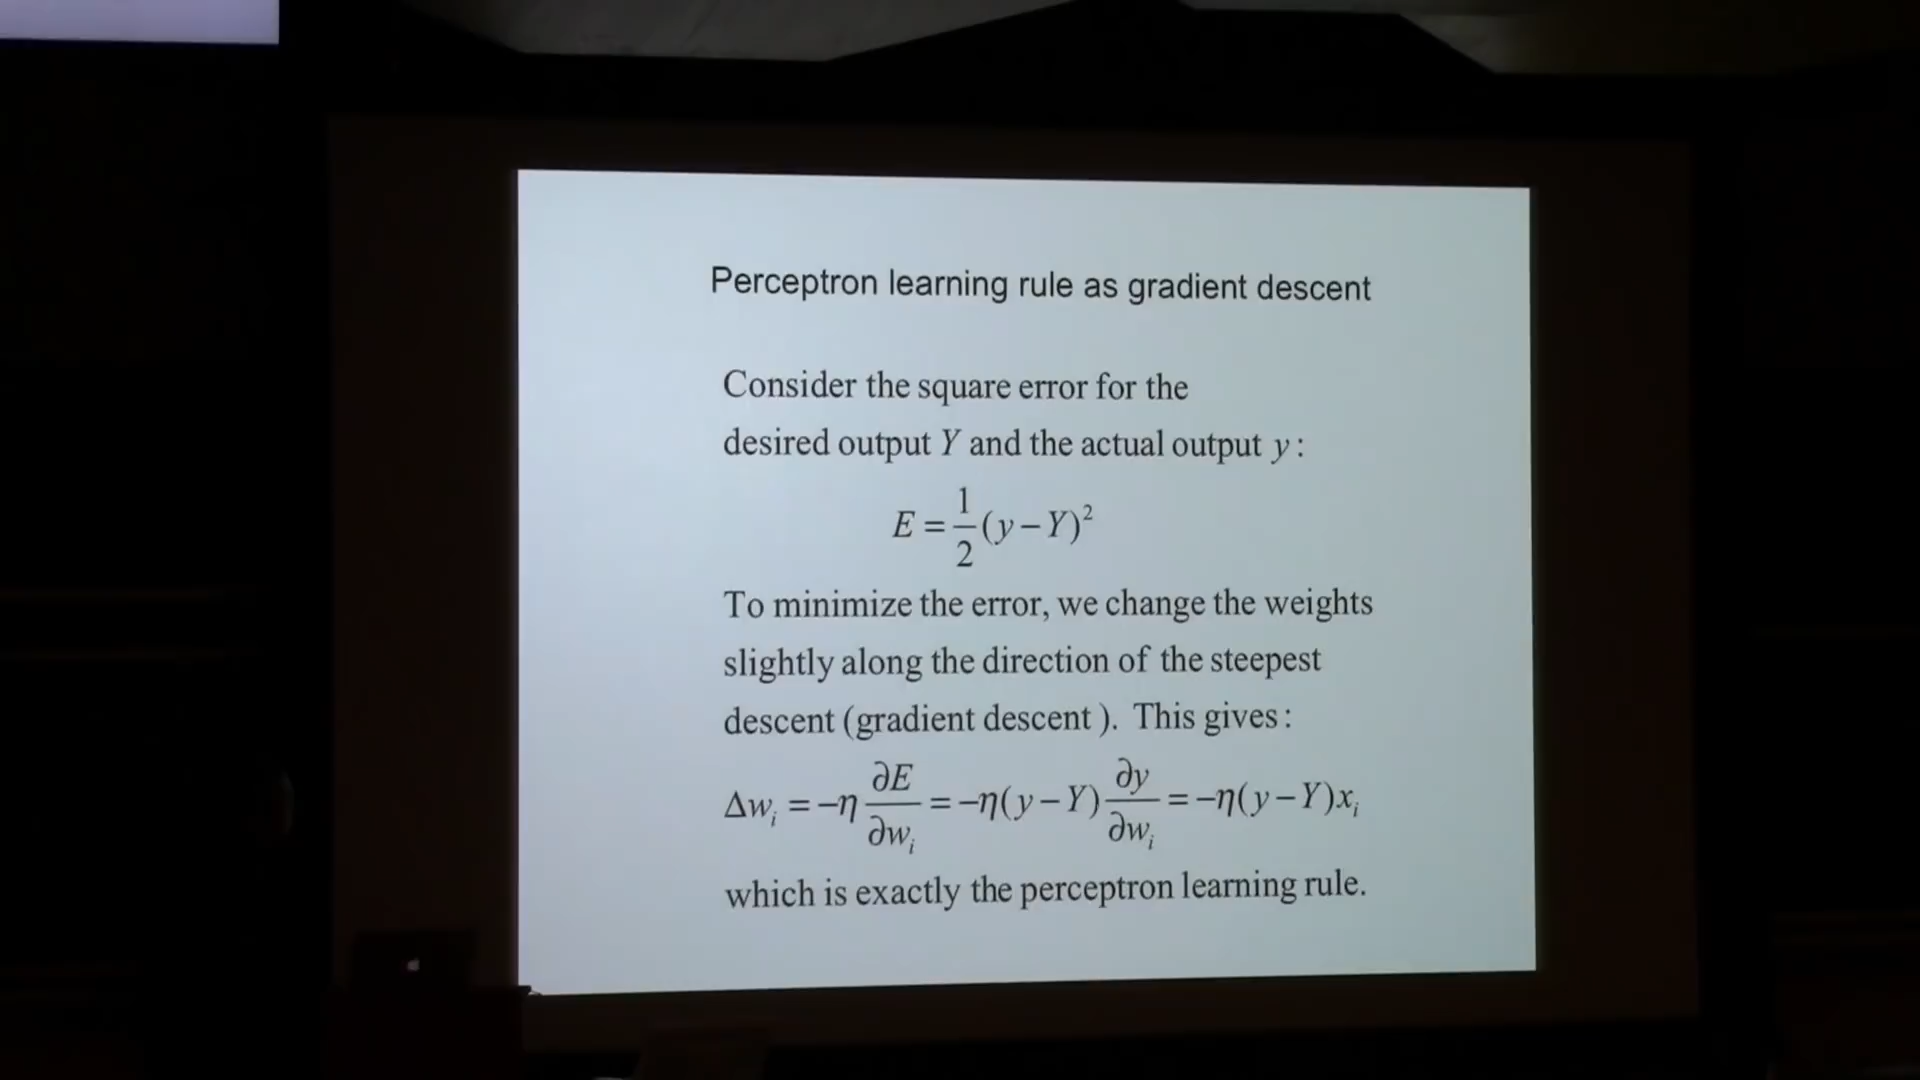 Perceptron learning rule as gradient descent
Consider the square error for the
desired output Y and the actual output y :
E = 1/2 (y − Y)²
To minimize the error, we change the weights
slightly along the direction of the steepest
descent (gradient descent ). This gives :
Δwᵢ = −η ∂E/∂wᵢ = −η(y − Y) ∂y/∂wᵢ = −η(y − Y)xᵢ
which is exactly the perceptron learning rule.